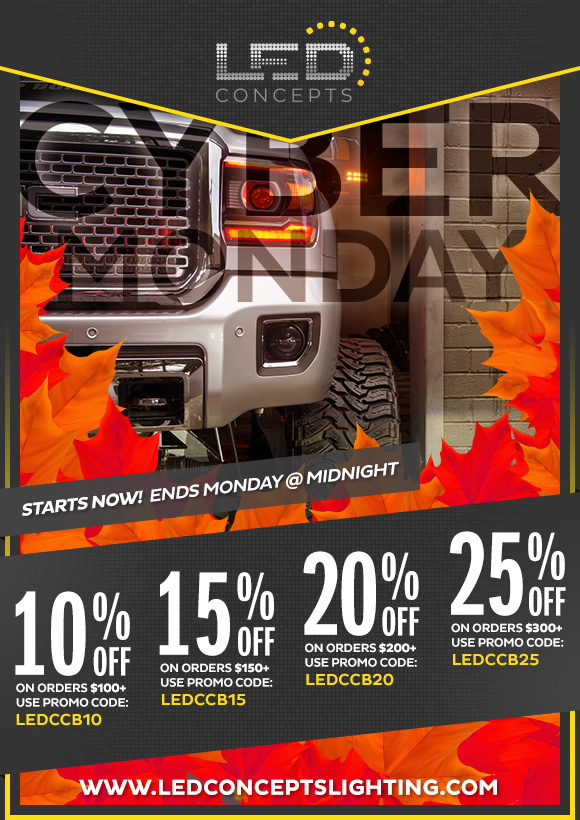 LED
CONCEPTS
CYBER
MONDAY
STARTS NOW! ENDS MONDAY @ MIDNIGHT
10% OFF
ON ORDERS $100+
USE PROMO CODE:
LEDCCB10
15% OFF
ON ORDERS $150+
USE PROMO CODE:
LEDCCB15
20% OFF
ON ORDERS $200+
USE PROMO CODE:
LEDCCB20
25% OFF
ON ORDERS $300+
USE PROMO CODE:
LEDCCB25
WWW.LEDCONCEPTSLIGHTING.COM